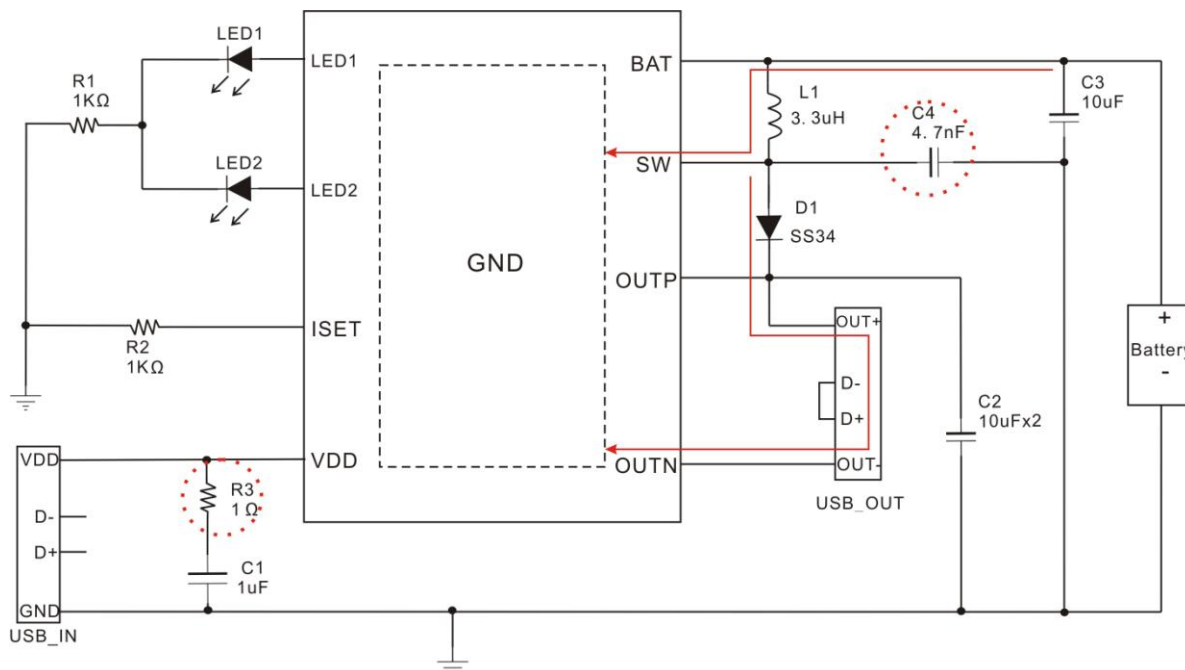 LED1
R1
1KΩ
LED1
LED2
LED2
R2
1KΩ
ISET
GND
BAT
SW
OUTP
OUTN
VDD
L1
3.3uH
C4
4.7nF
C3
10uF
D1
SS34
OUT+
D-
D+
OUT-
USB_OUT
C2
10uFx2
+
Battery
-
VDD
D-
D+
GND
USB_IN
R3
1Ω
C1
1uF